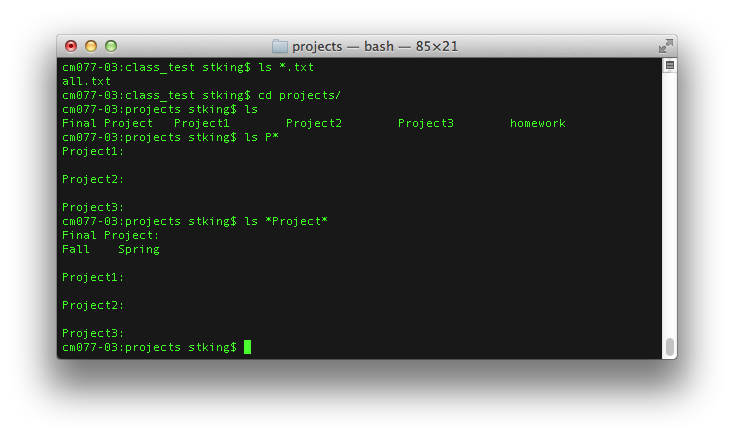 projects — bash — 85×21
cm077-03:class_test stking$ ls *.txt
all.txt
cm077-03:class_test stking$ cd projects/
cm077-03:projects stking$ ls
Final Project   Project1        Project2        Project3        homework
cm077-03:projects stking$ ls P*
Project1:

Project2:

Project3:
cm077-03:projects stking$ ls *Project*
Final Project:
Fall    Spring

Project1:

Project2:

Project3:
cm077-03:projects stking$